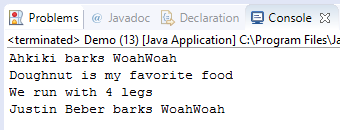 Problems @ Javadoc Declaration Console
<terminated> Demo (13) [Java Application] C:\Program Files\Ja
Ahkiki barks WoahWoah
Doughnut is my favorite food
We run with 4 legs
Justin Beber barks WoahWoah